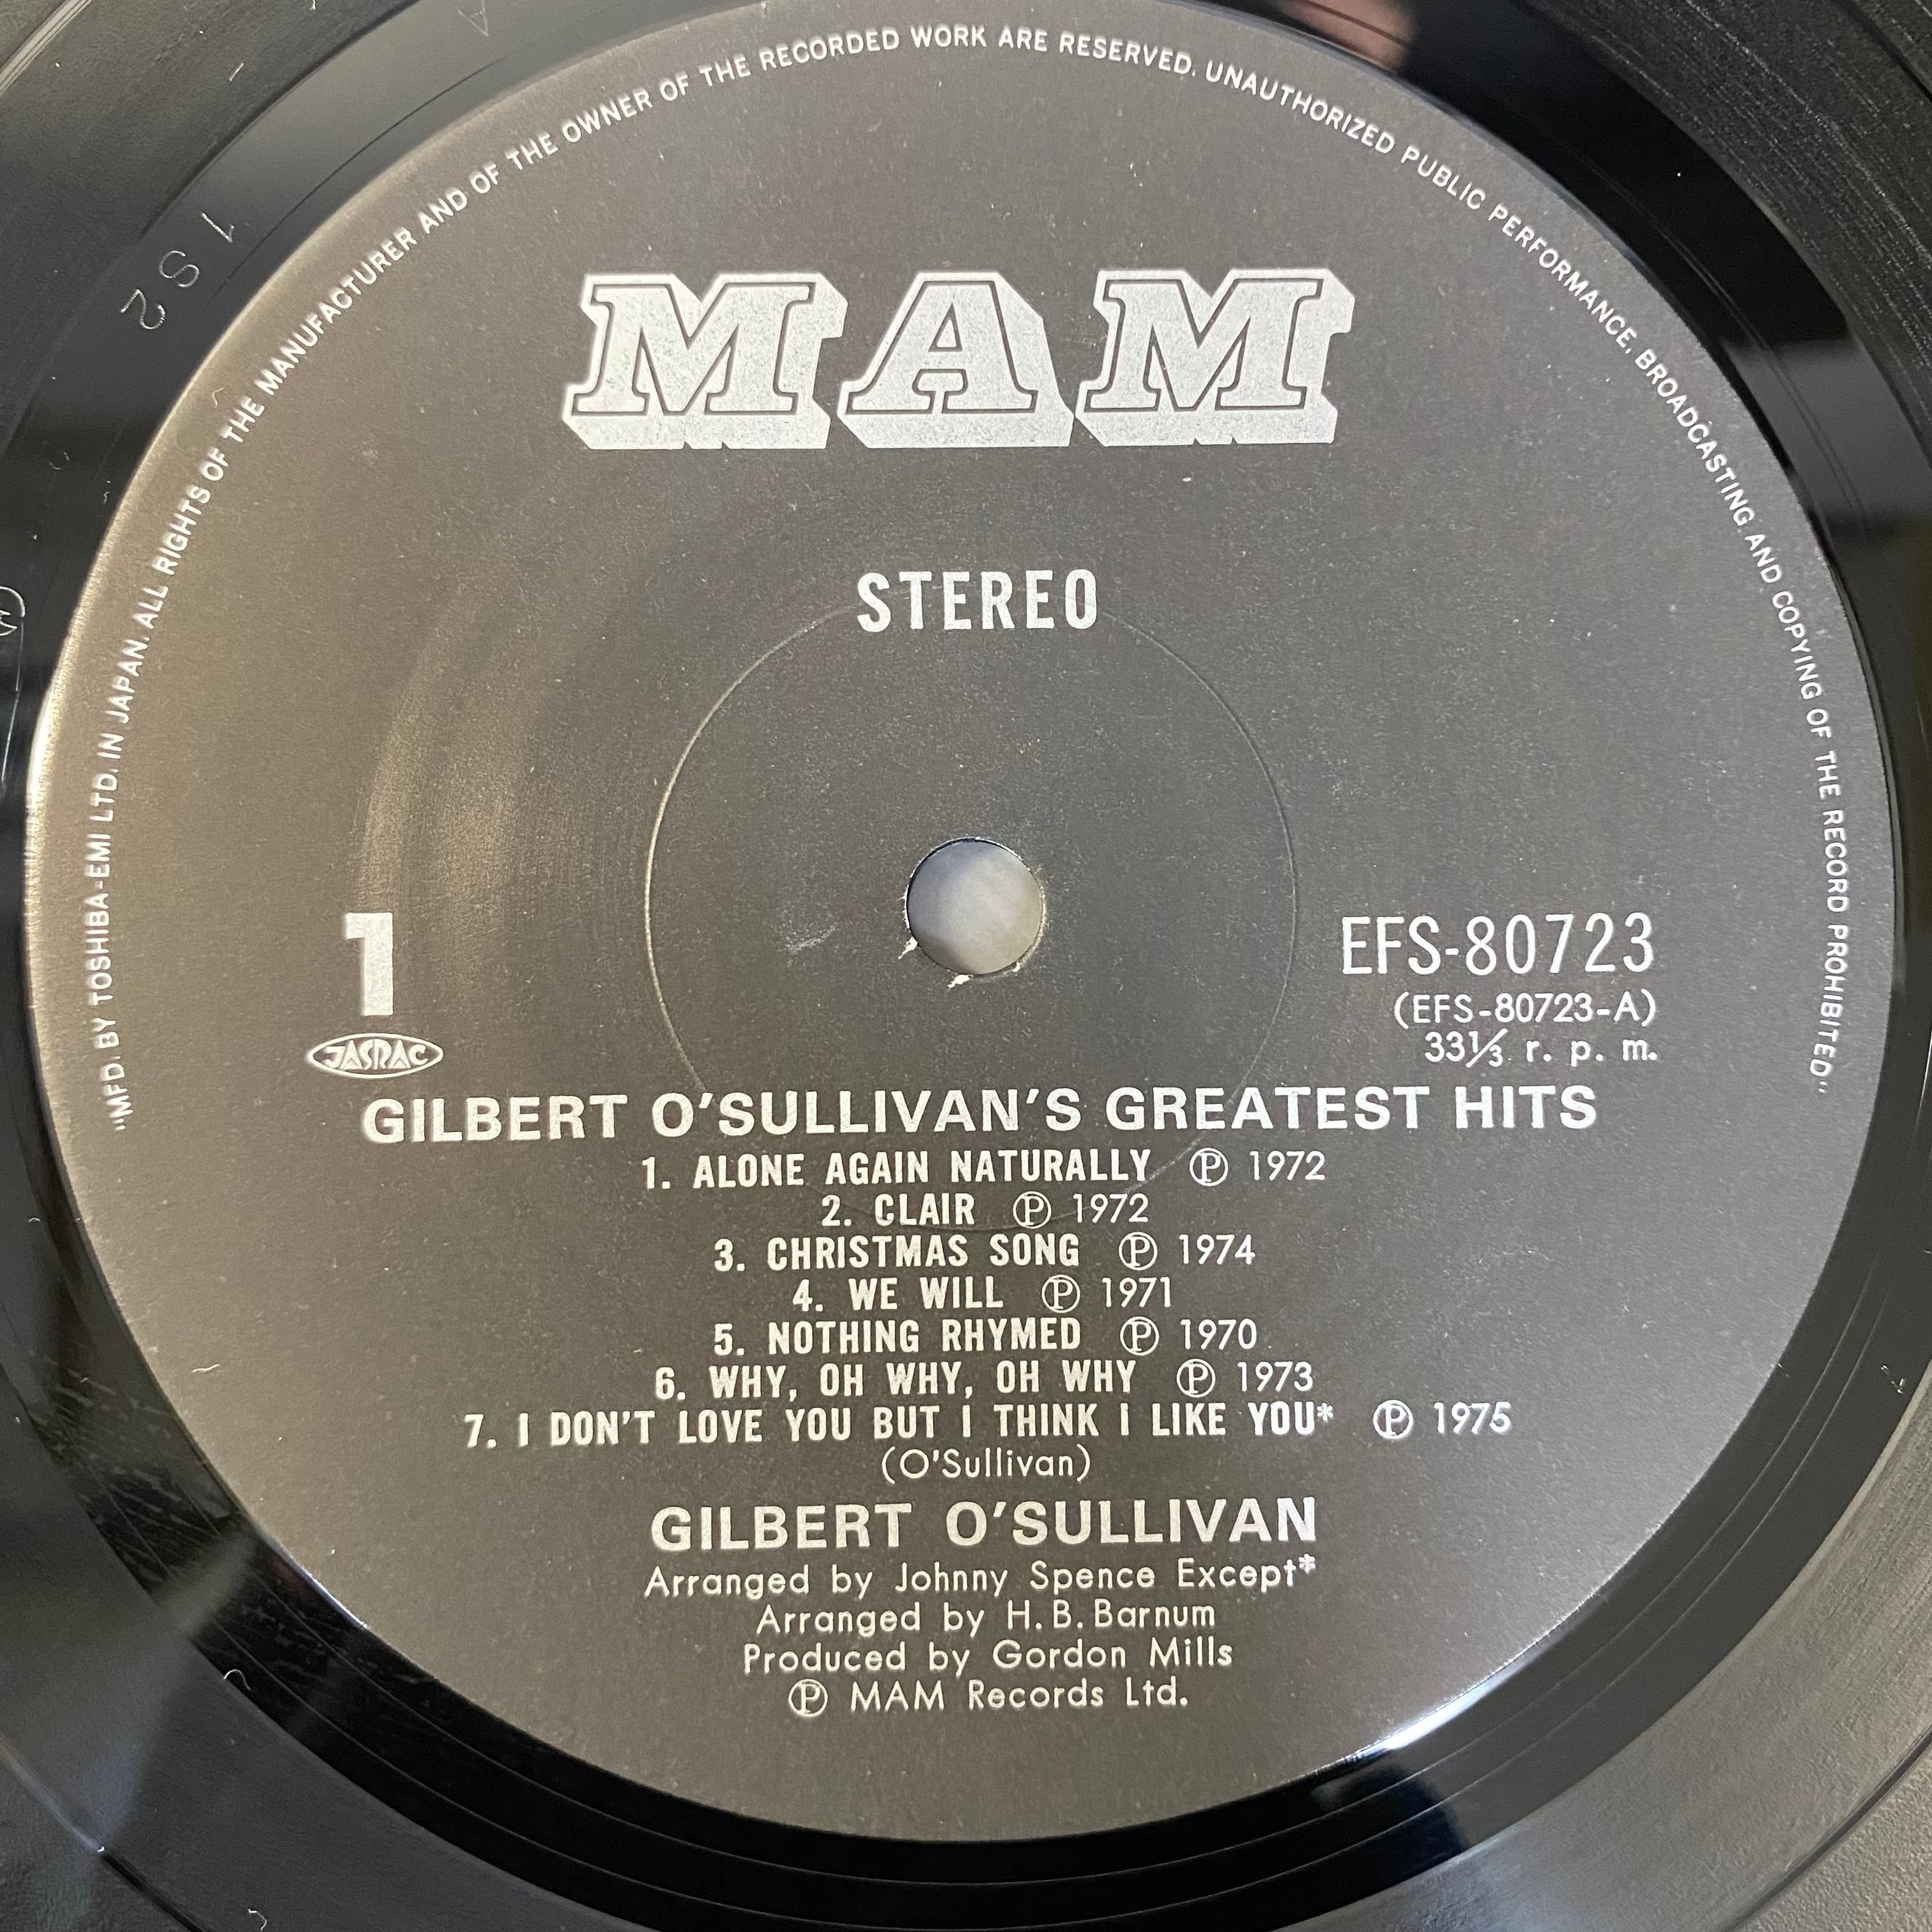 "MFD. BY TOSHIBA-EMI LTD. IN JAPAN. ALL RIGHTS OF THE MANUFACTURER AND OF THE OWNER OF THE RECORDED WORK ARE RESERVED. UNAUTHORIZED PUBLIC PERFORMANCE, BROADCASTING AND COPYING OF THE RECORD PROHIBITED"
1 S 2
MAM
STEREO
1
JASRAC
EFS-80723
(EFS-80723-A)
33⅓ r. p. m.
GILBERT O'SULLIVAN'S GREATEST HITS
1. ALONE AGAIN NATURALLY Ⓟ 1972
2. CLAIR Ⓟ 1972
3. CHRISTMAS SONG Ⓟ 1974
4. WE WILL Ⓟ 1971
5. NOTHING RHYMED Ⓟ 1970
6. WHY, OH WHY, OH WHY Ⓟ 1973
7. I DON'T LOVE YOU BUT I THINK I LIKE YOU* Ⓟ 1975
(O'Sullivan)
GILBERT O'SULLIVAN
Arranged by Johnny Spence Except*
Arranged by H.B.Barnum
Produced by Gordon Mills
Ⓟ MAM Records Ltd.